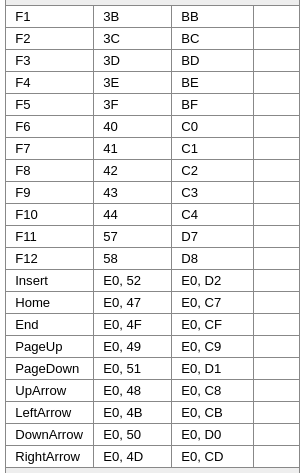 F1 3B BB
F2 3C BC
F3 3D BD
F4 3E BE
F5 3F BF
F6 40 C0
F7 41 C1
F8 42 C2
F9 43 C3
F10 44 C4
F11 57 D7
F12 58 D8
Insert E0, 52 E0, D2
Home E0, 47 E0, C7
End E0, 4F E0, CF
PageUp E0, 49 E0, C9
PageDown E0, 51 E0, D1
UpArrow E0, 48 E0, C8
LeftArrow E0, 4B E0, CB
DownArrow E0, 50 E0, D0
RightArrow E0, 4D E0, CD